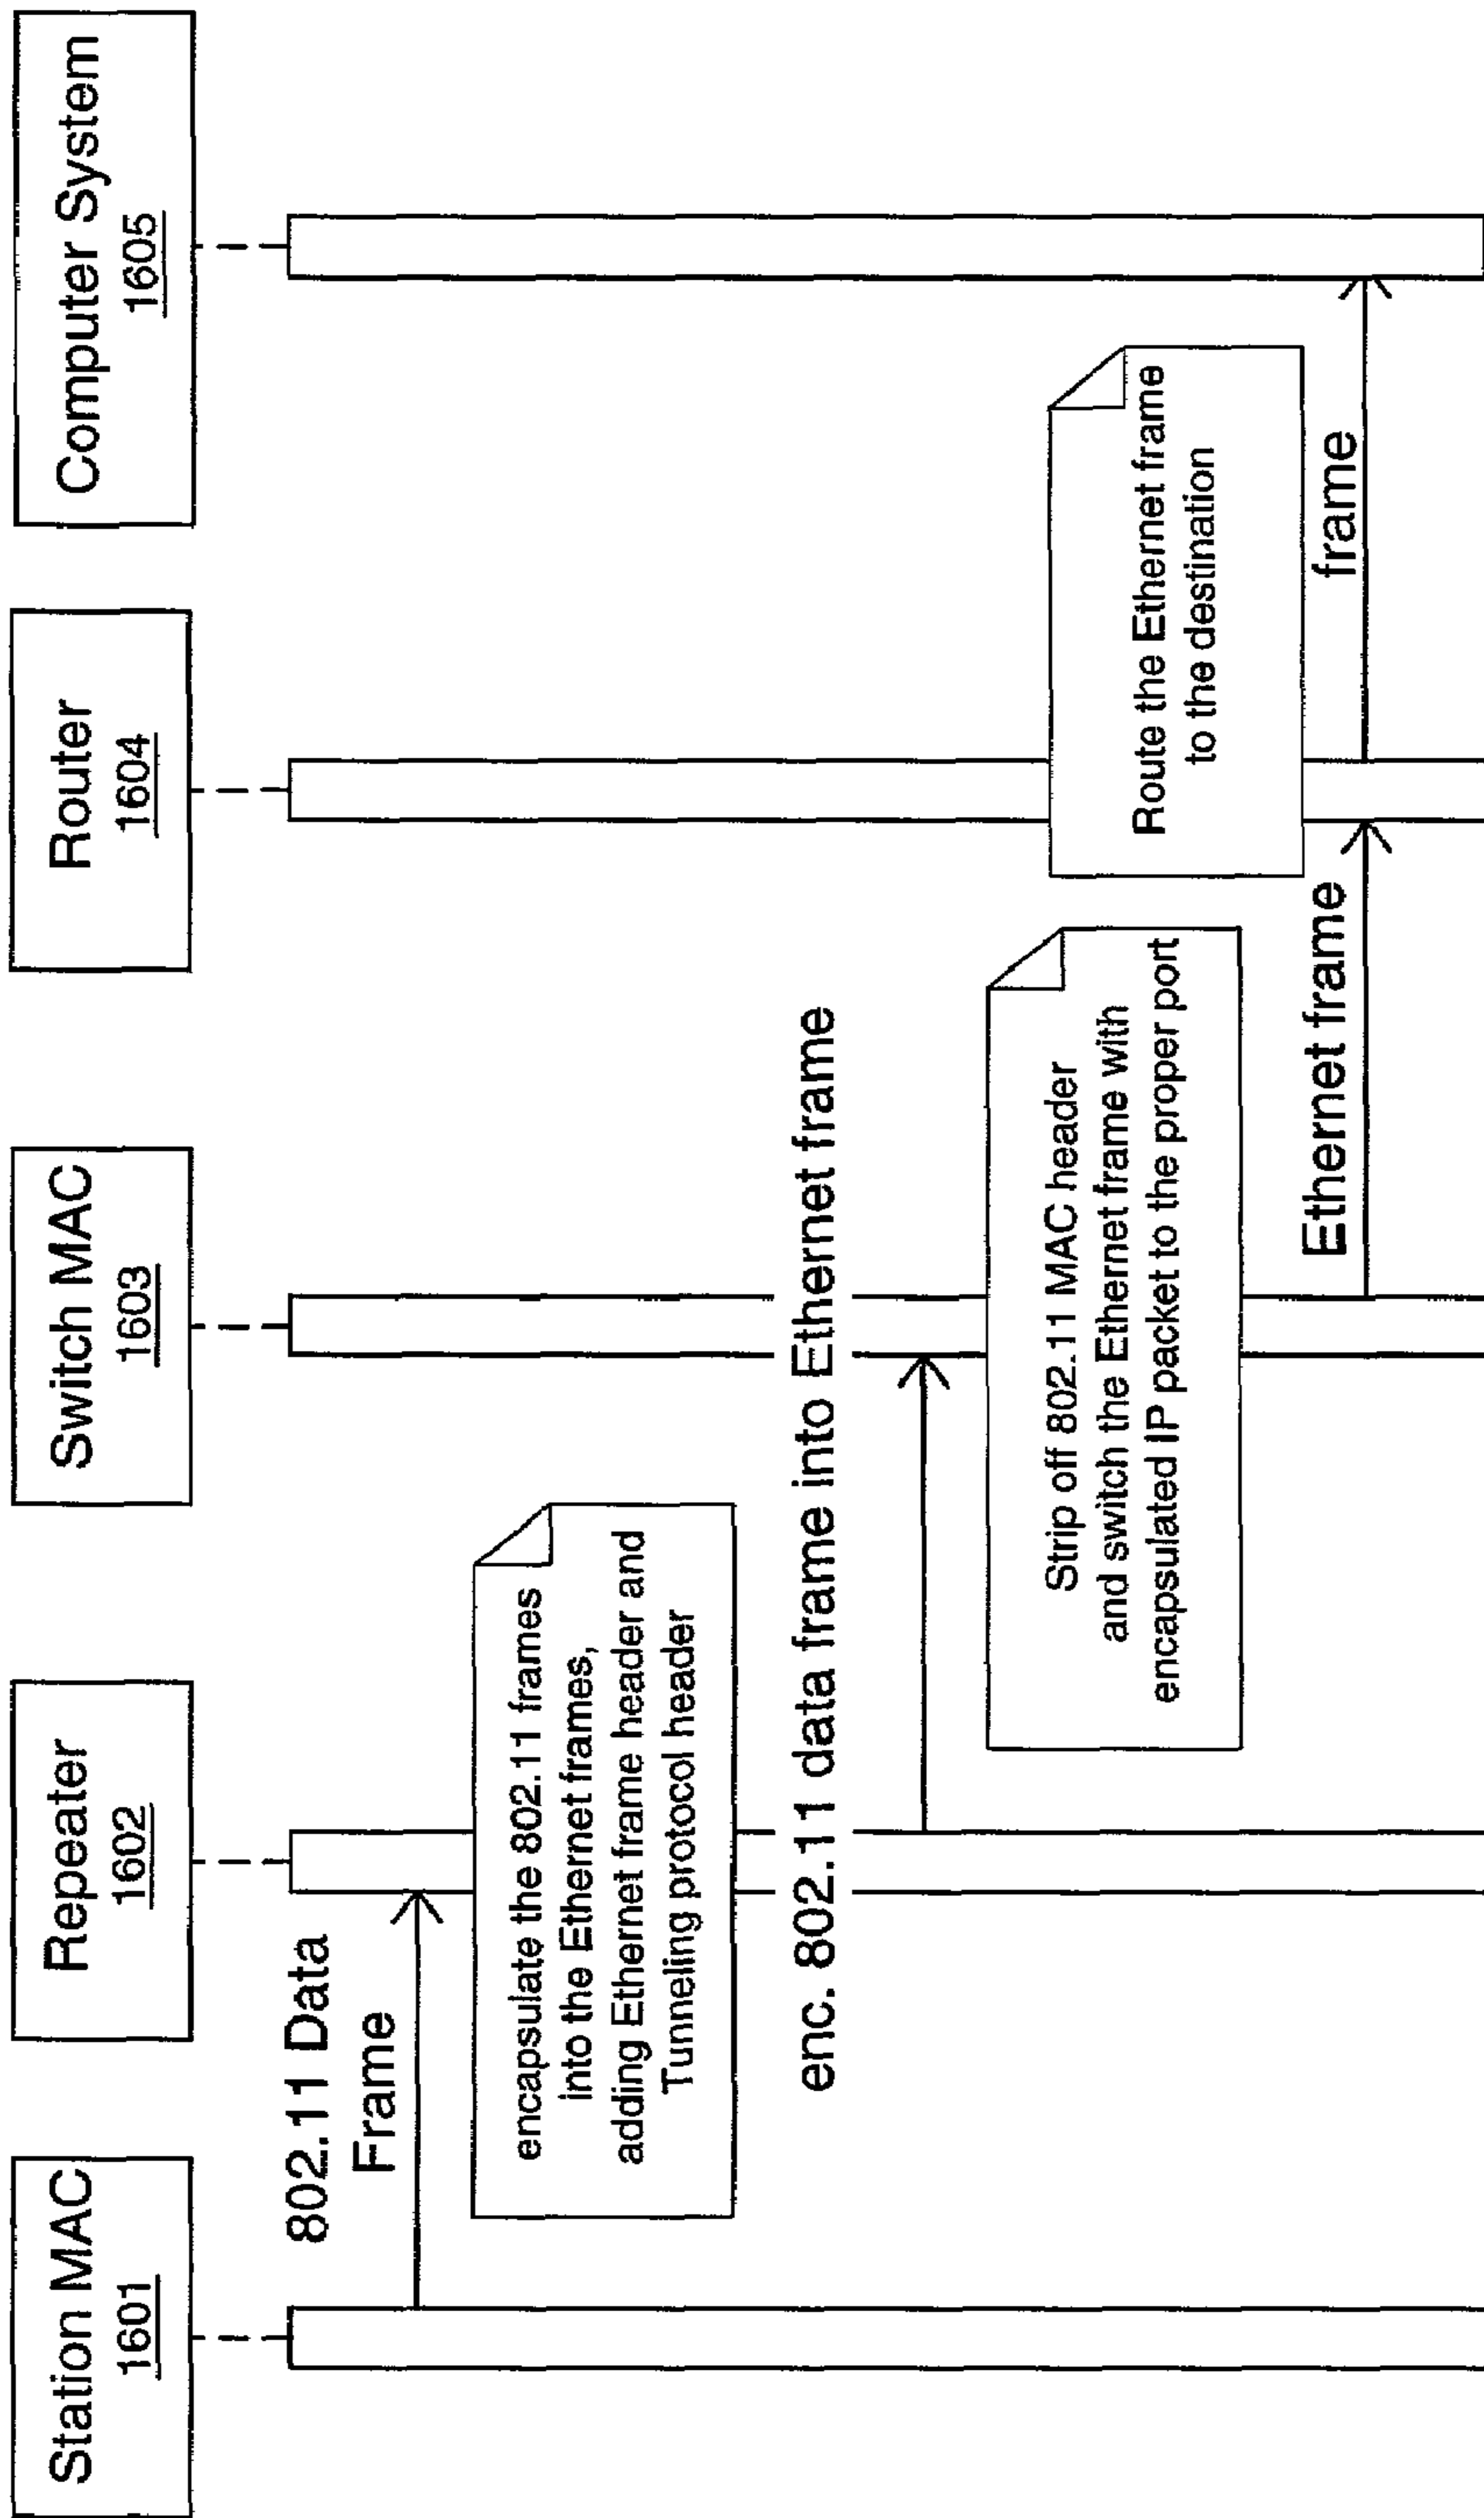 Station MAC
1601
Repeater
1602
Switch MAC
1603
Router
1604
Computer System
1605
802.11 Data
Frame
encapsulate the 802.11 frames
into the Ethernet frames,
adding Ethernet frame header and
Tunneling protocol header
enc. 802.11 data frame into Ethernet frame
Strip off 802.11 MAC header
and switch the Ethernet frame with
encapsulated IP packet to the proper port
Route the Ethernet frame
to the destination
Ethernet frame
frame